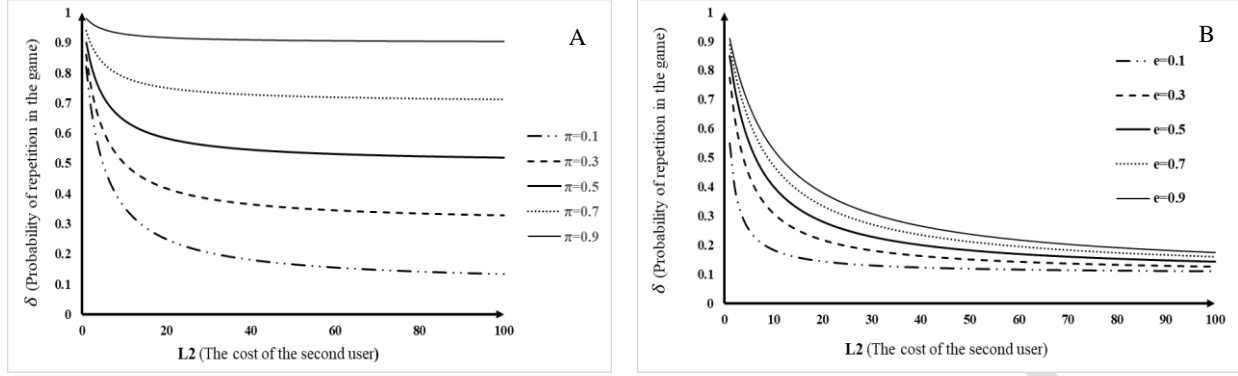 A
δ (Probability of repetition in the game)
1
0.9
0.8
0.7
0.6
0.5
0.4
0.3
0.2
0.1
0
0 20 40 60 80 100
L2 (The cost of the second user)
π=0.1
π=0.3
π=0.5
π=0.7
π=0.9
B
δ (Probability of repetition in the game)
1
0.9
0.8
0.7
0.6
0.5
0.4
0.3
0.2
0.1
0
0 10 20 30 40 50 60 70 80 90 100
L2 (The cost of the second user)
e=0.1
e=0.3
e=0.5
e=0.7
e=0.9